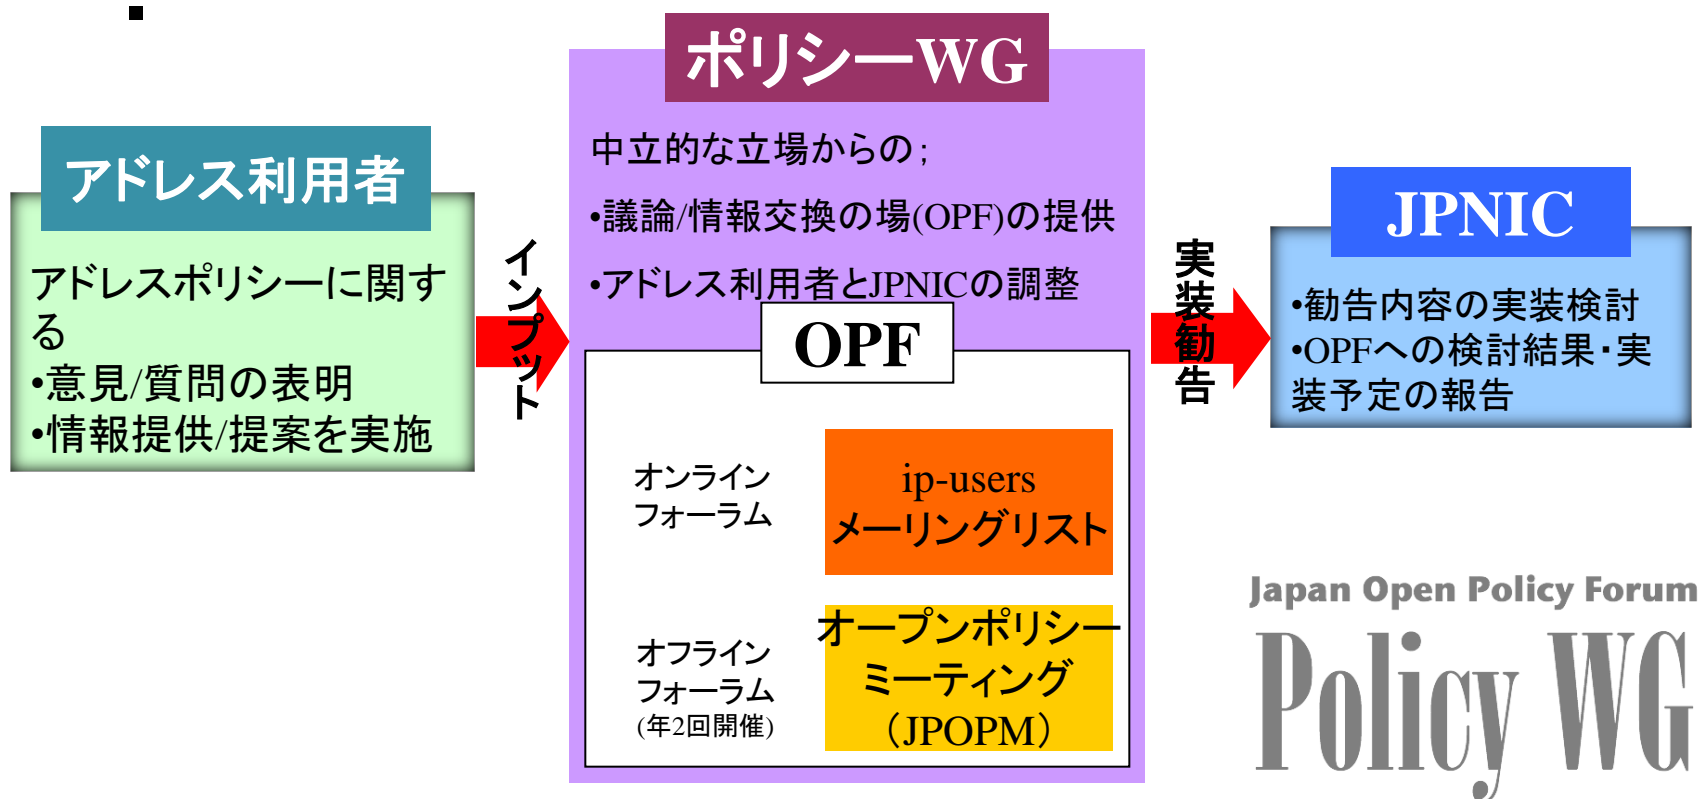 アドレス利用者
アドレスポリシーに関す
る
•意見/質問の表明
•情報提供/提案を実施
インプット
ポリシーWG
中立的な立場からの;
•議論/情報交換の場(OPF)の提供
•アドレス利用者とJPNICの調整
OPF
オンライン
フォーラム
ip-users
メーリングリスト
オフライン
フォーラム
(年2回開催)
オープンポリシー
ミーティング
（JPOPM）
実装勧告
JPNIC
•勧告内容の実装検討
•OPFへの検討結果・実
装予定の報告
Japan Open Policy Forum
Policy WG